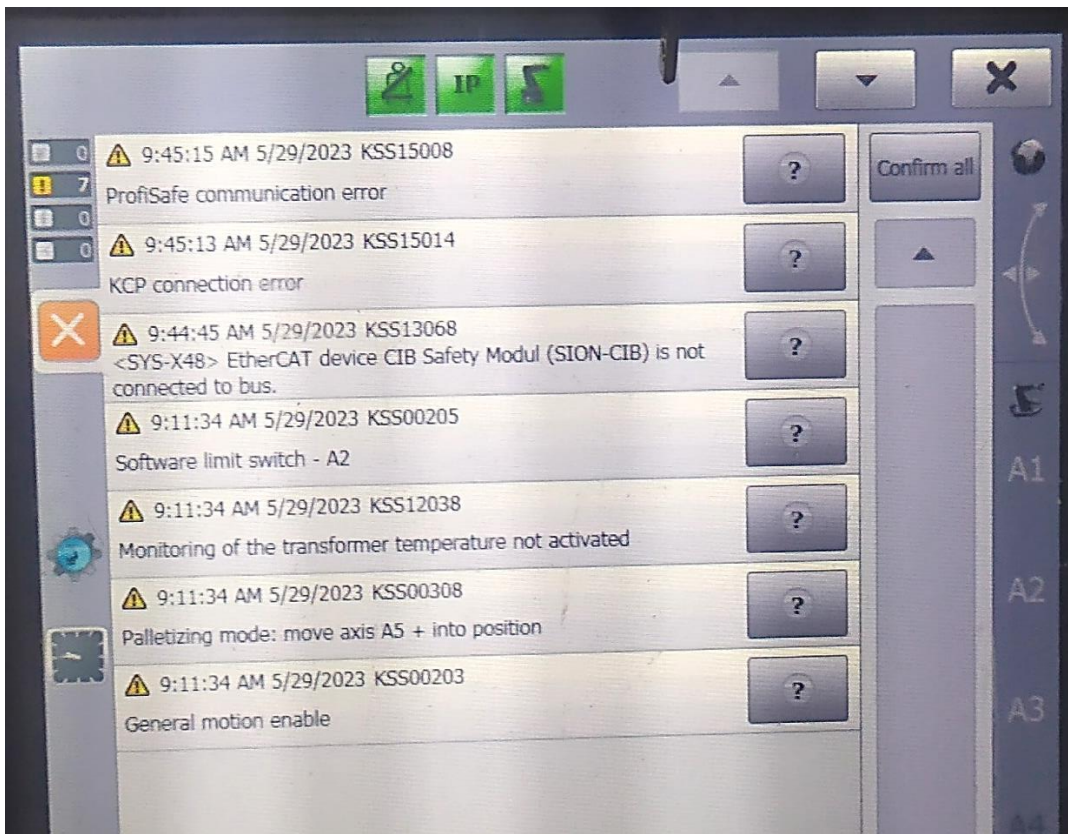 IP
0
7
0
0
9:45:15 AM 5/29/2023 KSS15008
ProfiSafe communication error
?
Confirm all
9:45:13 AM 5/29/2023 KSS15014
KCP connection error
?
9:44:45 AM 5/29/2023 KSS13068
<SYS-X48> EtherCAT device CIB Safety Modul (SION-CIB) is not
connected to bus.
?
9:11:34 AM 5/29/2023 KSS00205
Software limit switch - A2
?
A1
9:11:34 AM 5/29/2023 KSS12038
Monitoring of the transformer temperature not activated
?
9:11:34 AM 5/29/2023 KSS00308
Palletizing mode: move axis A5 + into position
?
A2
9:11:34 AM 5/29/2023 KSS00203
General motion enable
?
A3